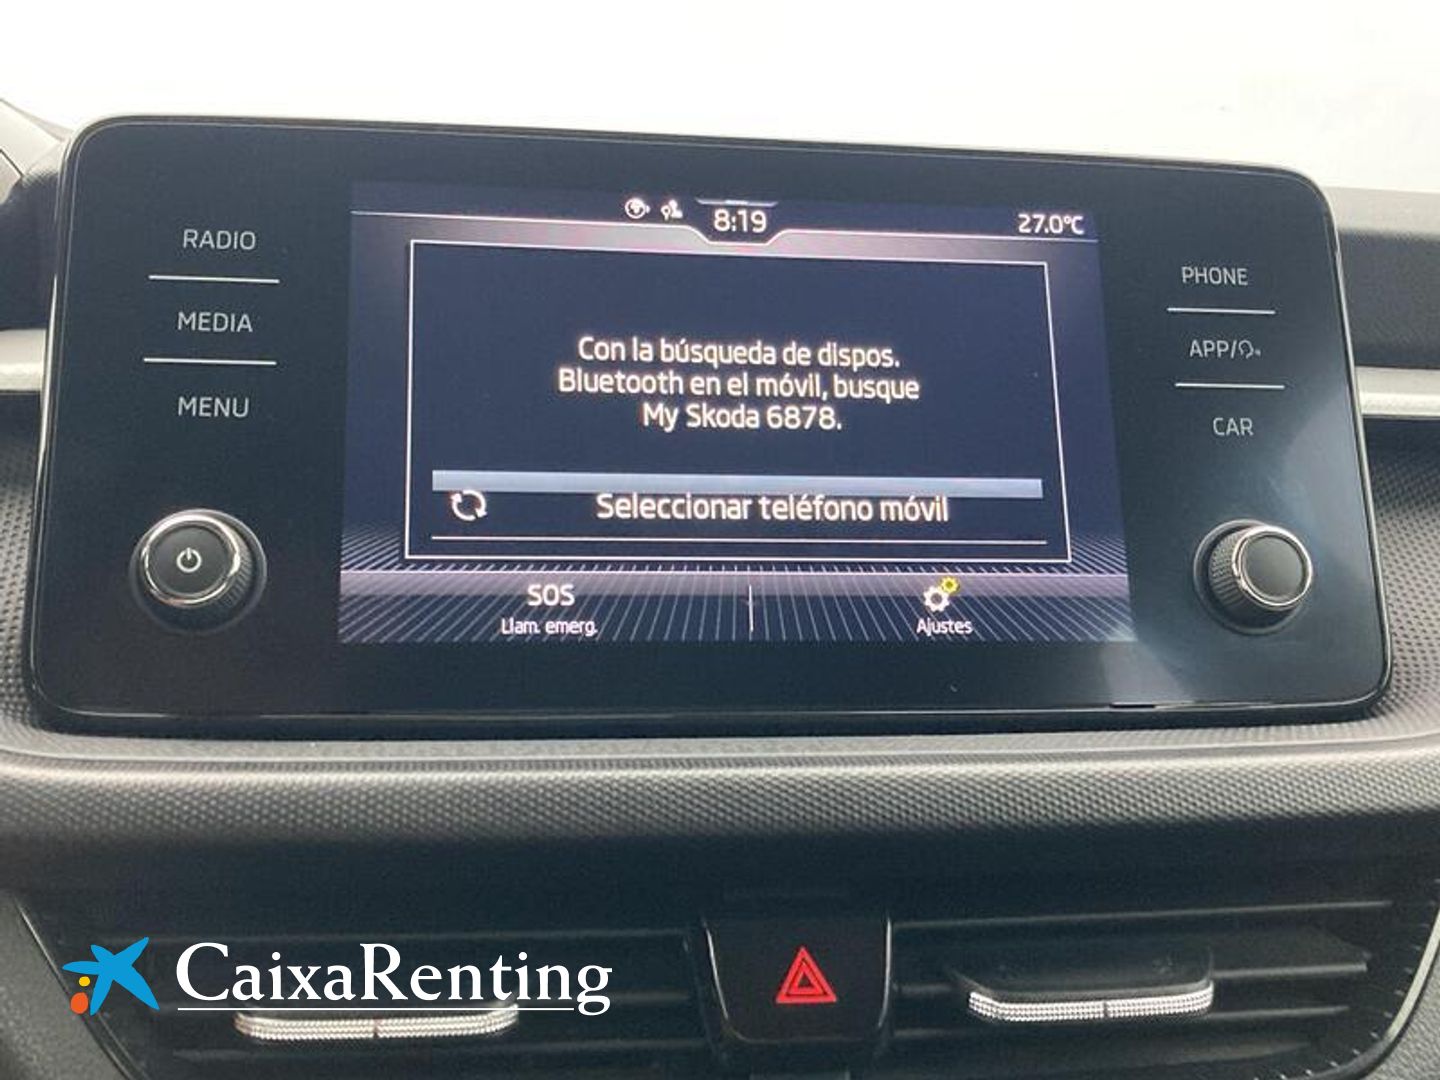 8:19
27.0°C
RADIO
MEDIA
MENU
PHONE
APP/
CAR
Con la búsqueda de dispos.
Bluetooth en el móvil, busque
My Skoda 6878.
Seleccionar teléfono móvil
SOS
Llam. emerg.
Ajustes
CaixaRenting